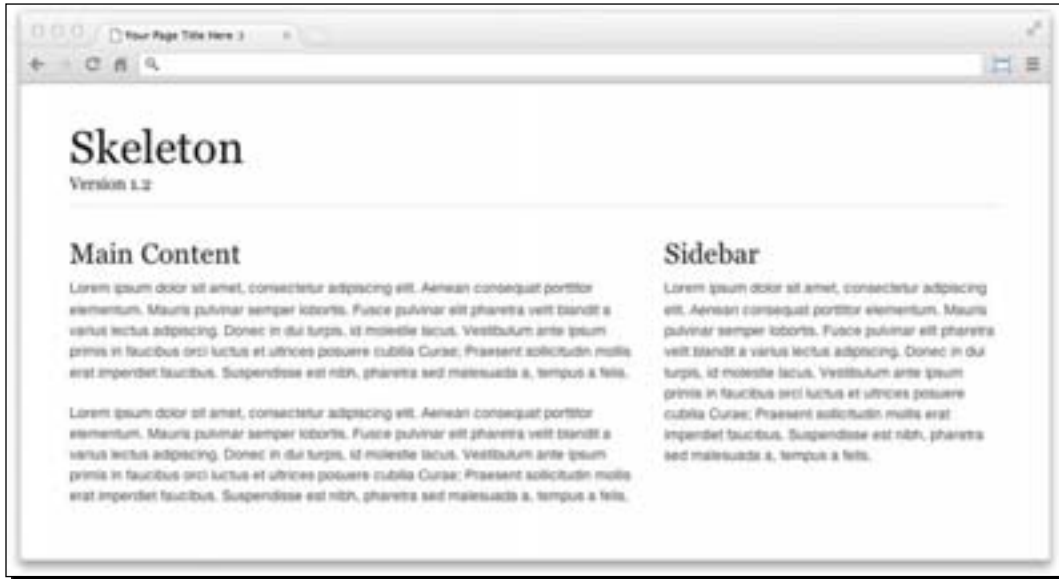 Your Page Title Here :)
Skeleton
Version 1.2
Main Content
Lorem ipsum dolor sit amet, consectetur adipiscing elit. Aenean consequat porttitor
elementum. Mauris pulvinar semper lobortis. Fusce pulvinar elit pharetra velit blandit a
varius lectus adipiscing. Donec in dui turpis, id molestie lacus. Vestibulum ante ipsum
primis in faucibus orci luctus et ultrices posuere cubilia Curae; Praesent sollicitudin mollis
erat imperdiet faucibus. Suspendisse est nibh, pharetra sed malesuada a, tempus a felis.
Lorem ipsum dolor sit amet, consectetur adipiscing elit. Aenean consequat porttitor
elementum. Mauris pulvinar semper lobortis. Fusce pulvinar elit pharetra velit blandit a
varius lectus adipiscing. Donec in dui turpis, id molestie lacus. Vestibulum ante ipsum
primis in faucibus orci luctus et ultrices posuere cubilia Curae; Praesent sollicitudin mollis
erat imperdiet faucibus. Suspendisse est nibh, pharetra sed malesuada a, tempus a felis.
Sidebar
Lorem ipsum dolor sit amet, consectetur adipiscing
elit. Aenean consequat porttitor elementum. Mauris
pulvinar semper lobortis. Fusce pulvinar elit pharetra
velit blandit a varius lectus adipiscing. Donec in dui
turpis, id molestie lacus. Vestibulum ante ipsum
primis in faucibus orci luctus et ultrices posuere
cubilia Curae; Praesent sollicitudin mollis erat
imperdiet faucibus. Suspendisse est nibh, pharetra
sed malesuada a, tempus a felis.